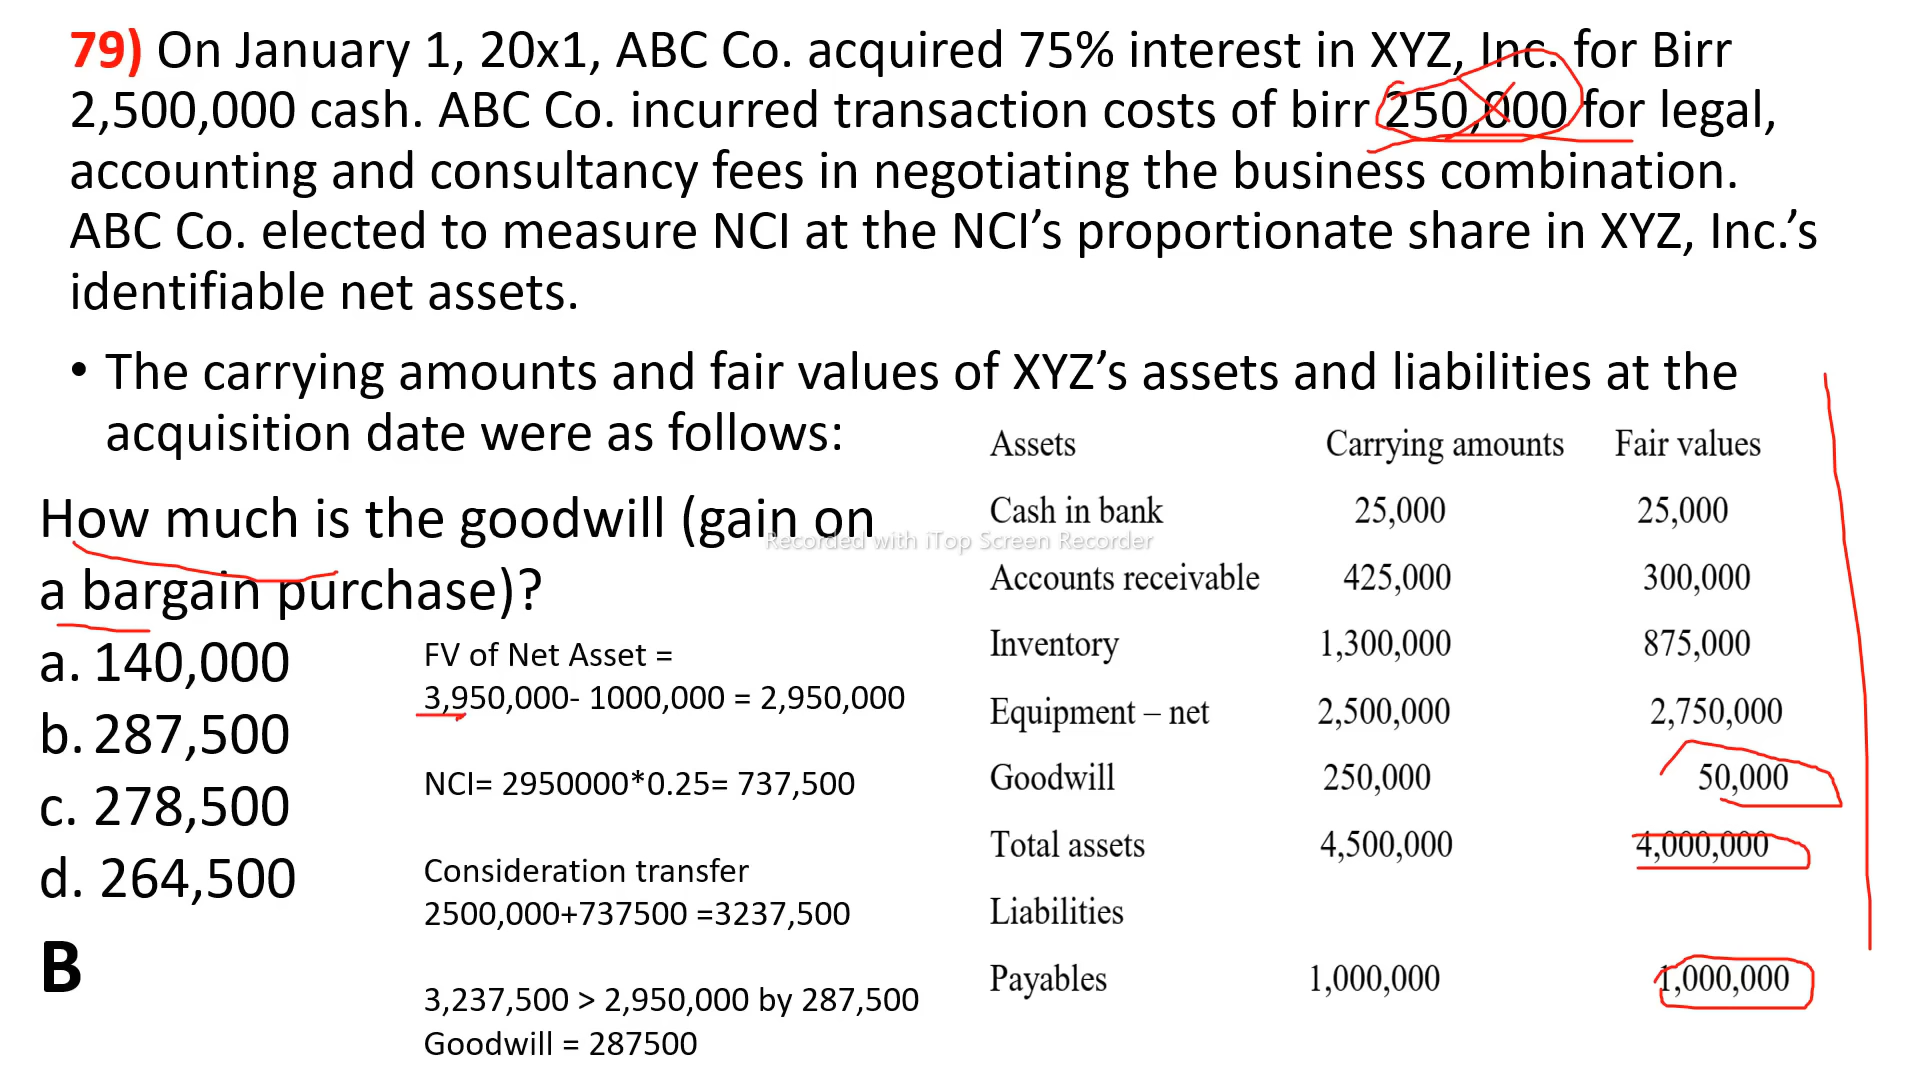 79) On January 1, 20x1, ABC Co. acquired 75% interest in XYZ, Inc. for Birr
2,500,000 cash. ABC Co. incurred transaction costs of birr 250,000 for legal,
accounting and consultancy fees in negotiating the business combination.
ABC Co. elected to measure NCI at the NCI’s proportionate share in XYZ, Inc.’s
identifiable net assets.
• The carrying amounts and fair values of XYZ’s assets and liabilities at the
acquisition date were as follows:
How much is the goodwill (gain on
a bargain purchase)?
a. 140,000
b. 287,500
c. 278,500
d. 264,500
B
FV of Net Asset =
3,950,000- 1000,000 = 2,950,000
NCI= 2950000*0.25= 737,500
Consideration transfer
2500,000+737500 =3237,500
3,237,500 > 2,950,000 by 287,500
Goodwill = 287500
Assets Carrying amounts Fair values
Cash in bank 25,000 25,000
Recorded with iTop Screen Recorder
Accounts receivable 425,000 300,000
Inventory 1,300,000 875,000
Equipment – net 2,500,000 2,750,000
Goodwill 250,000 50,000
Total assets 4,500,000 4,000,000
Liabilities
Payables 1,000,000 1,000,000